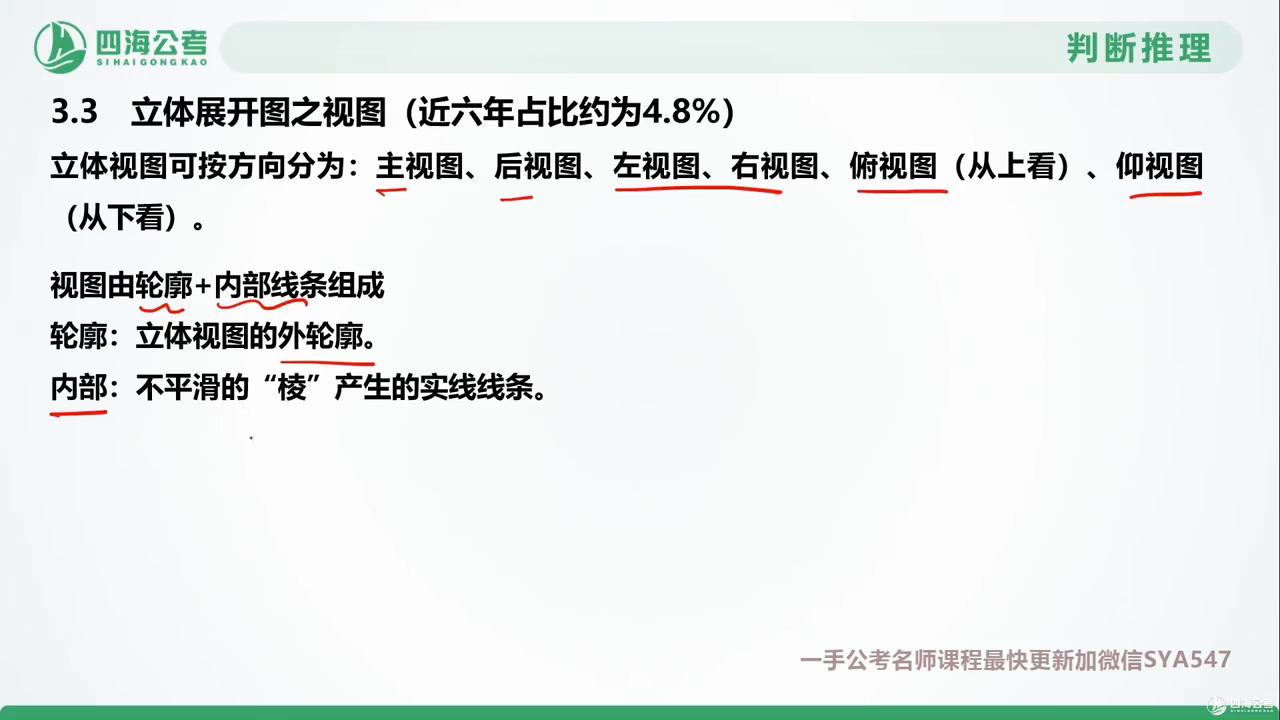 四海公考
SIHAIGONGKAO
判断推理
3.3 立体展开图之视图（近六年占比约为4.8%）
立体视图可按方向分为：主视图、后视图、左视图、右视图、俯视图（从上看）、仰视图
（从下看）。
视图由轮廓+内部线条组成
轮廓：立体视图的外轮廓。
内部：不平滑的“棱”产生的实线线条。
一手公考名师课程最快更新加微信SYA547
四海公考